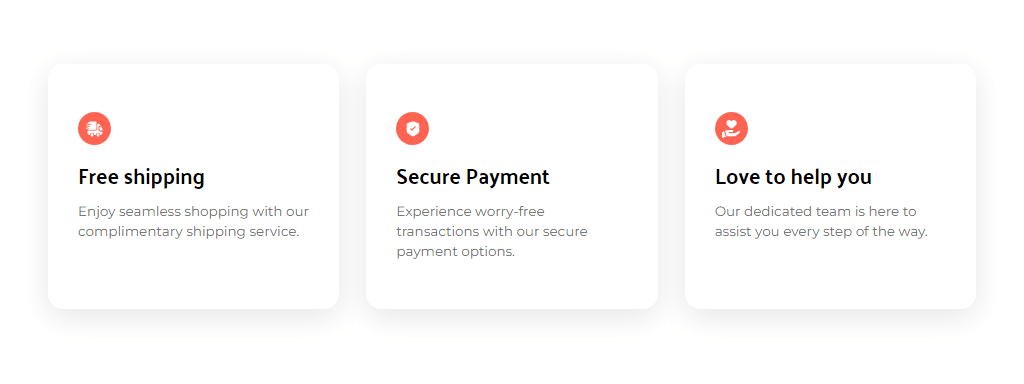 Free shipping
Enjoy seamless shopping with our
complimentary shipping service.
Secure Payment
Experience worry-free
transactions with our secure
payment options.
Love to help you
Our dedicated team is here to
assist you every step of the way.